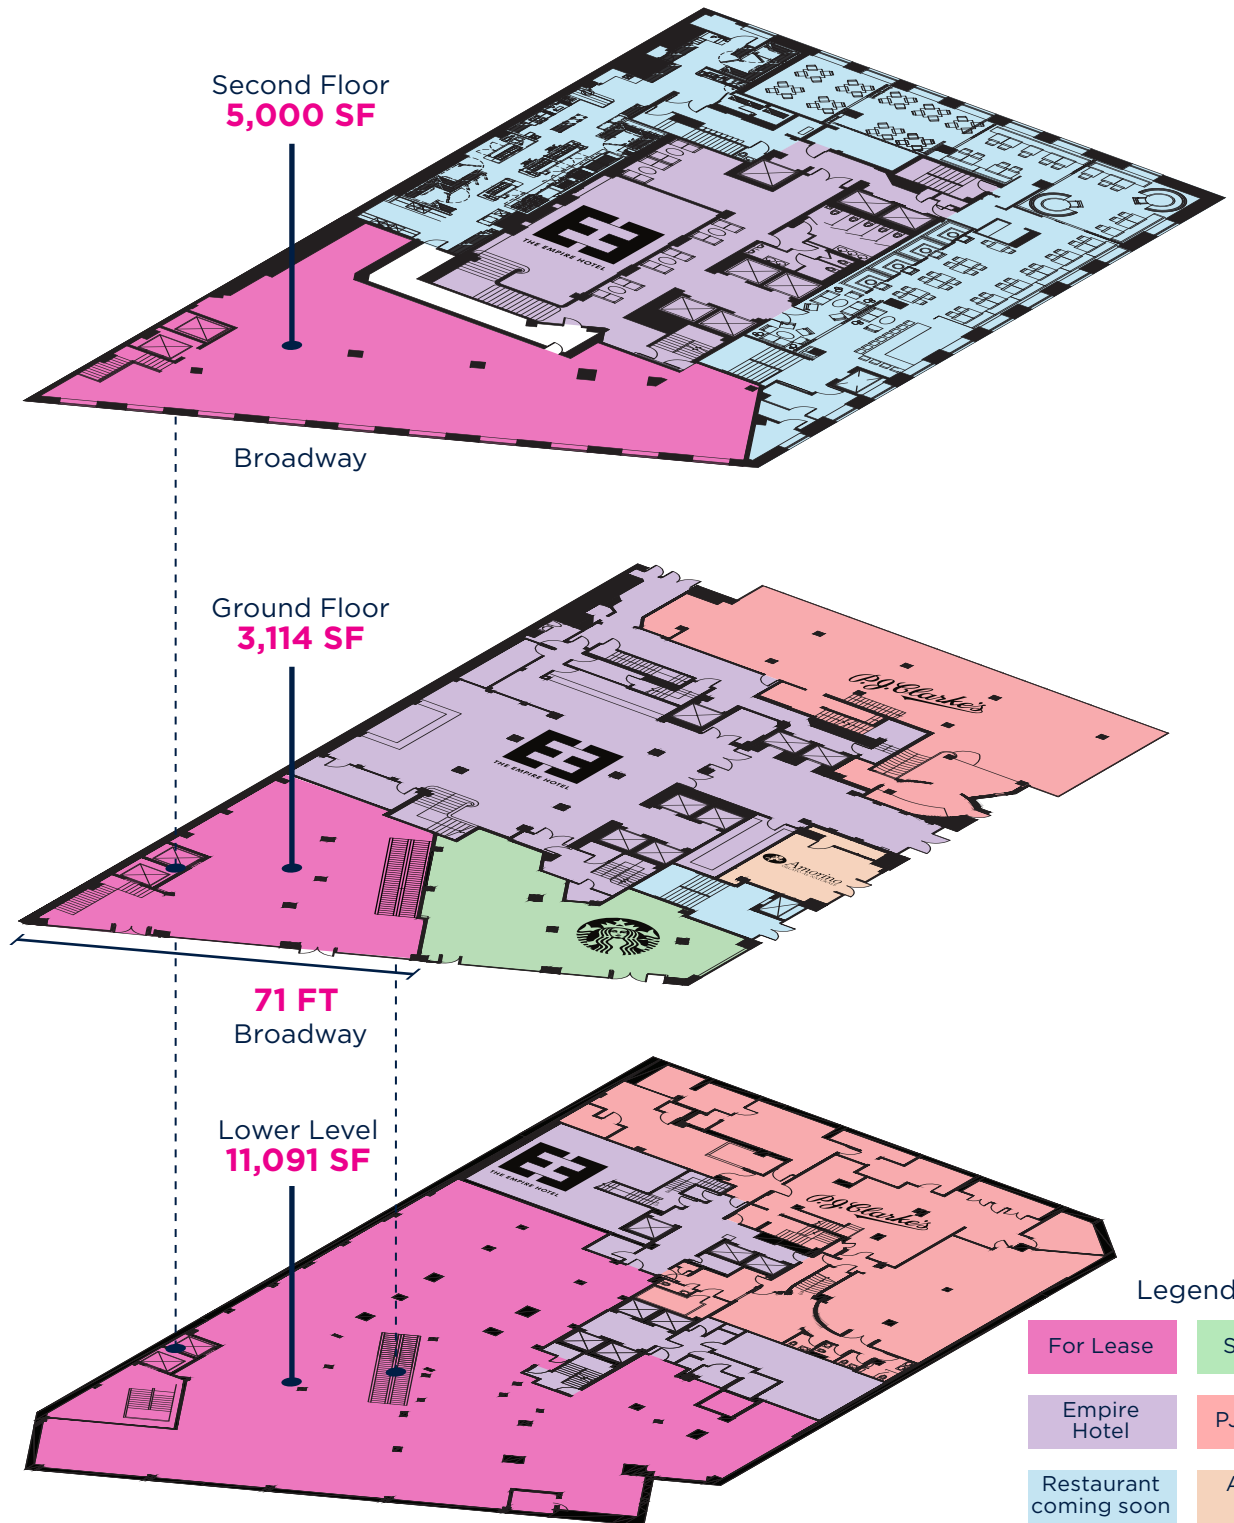 Second Floor
5,000 SF
THE EMPIRE HOTEL
Broadway
Ground Floor
3,114 SF
P.J. Clarke's
THE EMPIRE HOTEL
Amorino
71 FT
Broadway
Lower Level
11,091 SF
THE EMPIRE HOTEL
P.J. Clarke's
Legend
For Lease
S
Empire
Hotel
PJ
Restaurant
coming soon
A